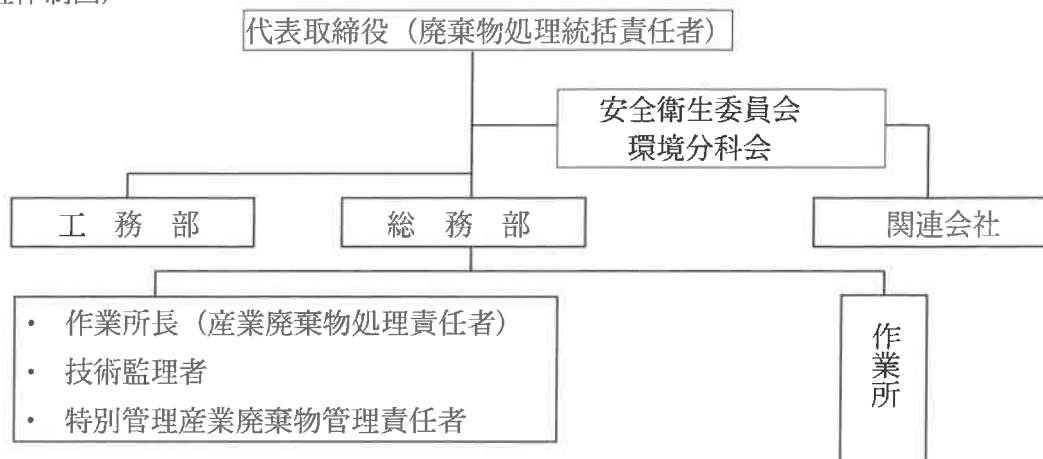 代表取締役（廃棄物処理統括責任者）
安全衛生委員会
環境分科会
工 務 部
総 務 部
関連会社
・ 作業所長（産業廃棄物処理責任者）
・ 技術監理者
・ 特別管理産業廃棄物管理責任者
作業所